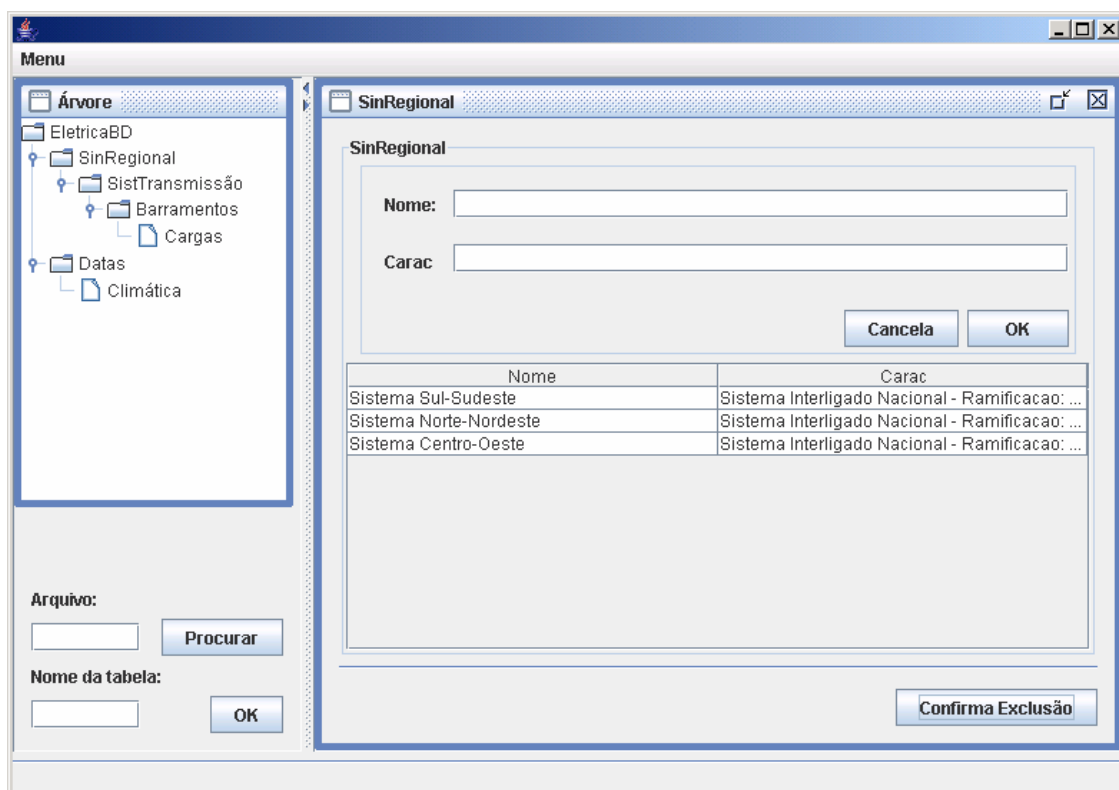 Menu
Árvore
EletricaBD
SinRegional
SistTransmissão
Barramentos
Cargas
Datas
Climática
Arquivo:
Procurar
Nome da tabela:
OK
SinRegional
SinRegional
Nome:
Carac
Cancela OK
Nome Carac
Sistema Sul-Sudeste Sistema Interligado Nacional - Ramificacao: ...
Sistema Norte-Nordeste Sistema Interligado Nacional - Ramificacao: ...
Sistema Centro-Oeste Sistema Interligado Nacional - Ramificacao: ...
Confirma Exclusão